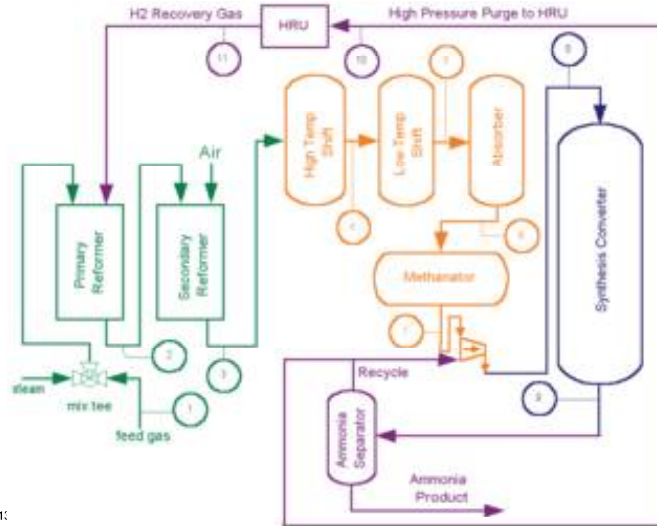 H2 Recovery Gas
HRU
High Pressure Purge to HRU
11
10
High Temp
Shift
Low Temp
Shift
Absorber
Air
Primary
Reformer
Secondary
Reformer
Synthesis Converter
Methanator
2
3
steam
mix tee
1
feed gas
Recycle
9
Ammonia
Separator
Ammonia
Product